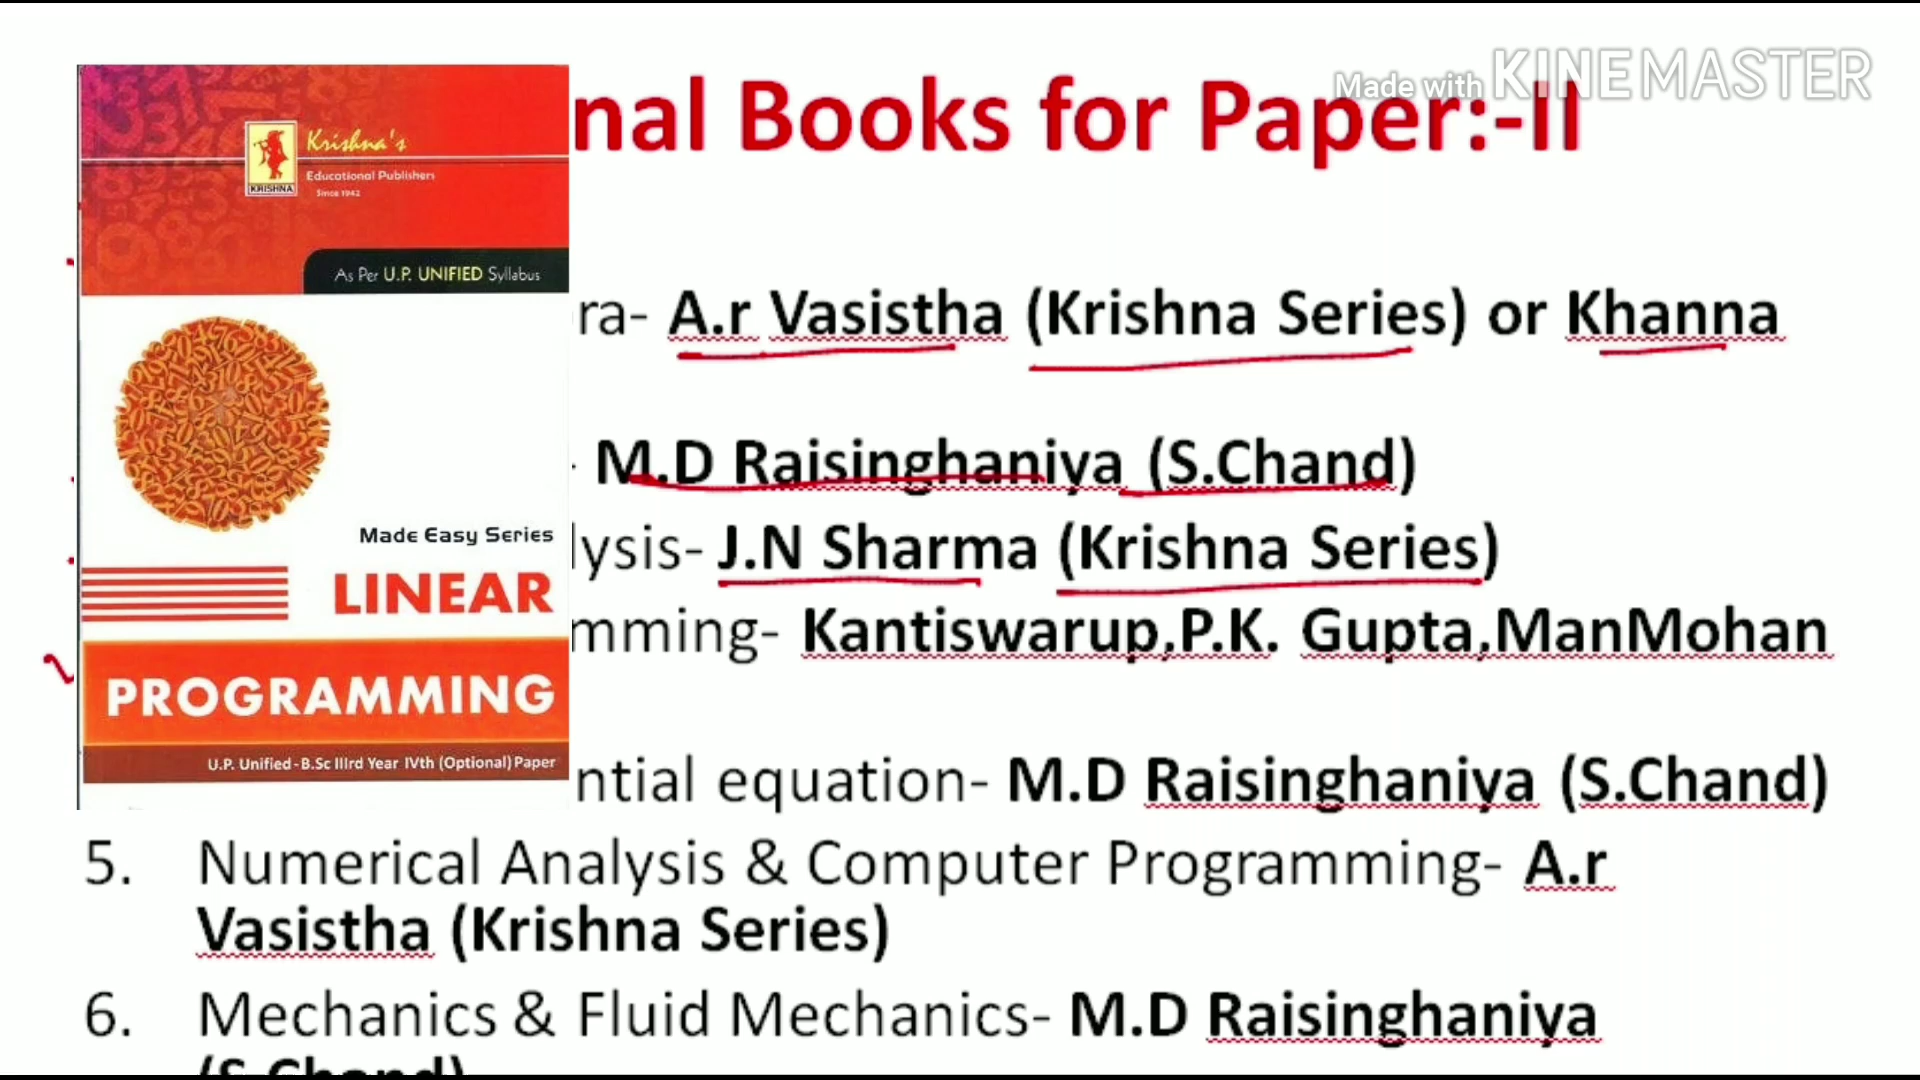 Made with KINEMASTER
nal Books for Paper:-II
Krishna's
KRISHNA
Educational Publishers
Since 1942
As Per U.P. UNIFIED Syllabus
ra- A.r Vasistha (Krishna Series) or Khanna
- M.D Raisinghaniya (S.Chand)
Made Easy Series
lysis- J.N Sharma (Krishna Series)
LINEAR
mming- Kantiswarup,P.K. Gupta,ManMohan
PROGRAMMING
U.P. Unified-B.Sc IIIrd Year IVth (Optional) Paper
ntial equation- M.D Raisinghaniya (S.Chand)
5. Numerical Analysis & Computer Programming- A.r
Vasistha (Krishna Series)
6. Mechanics & Fluid Mechanics- M.D Raisinghaniya
(S.Chand)